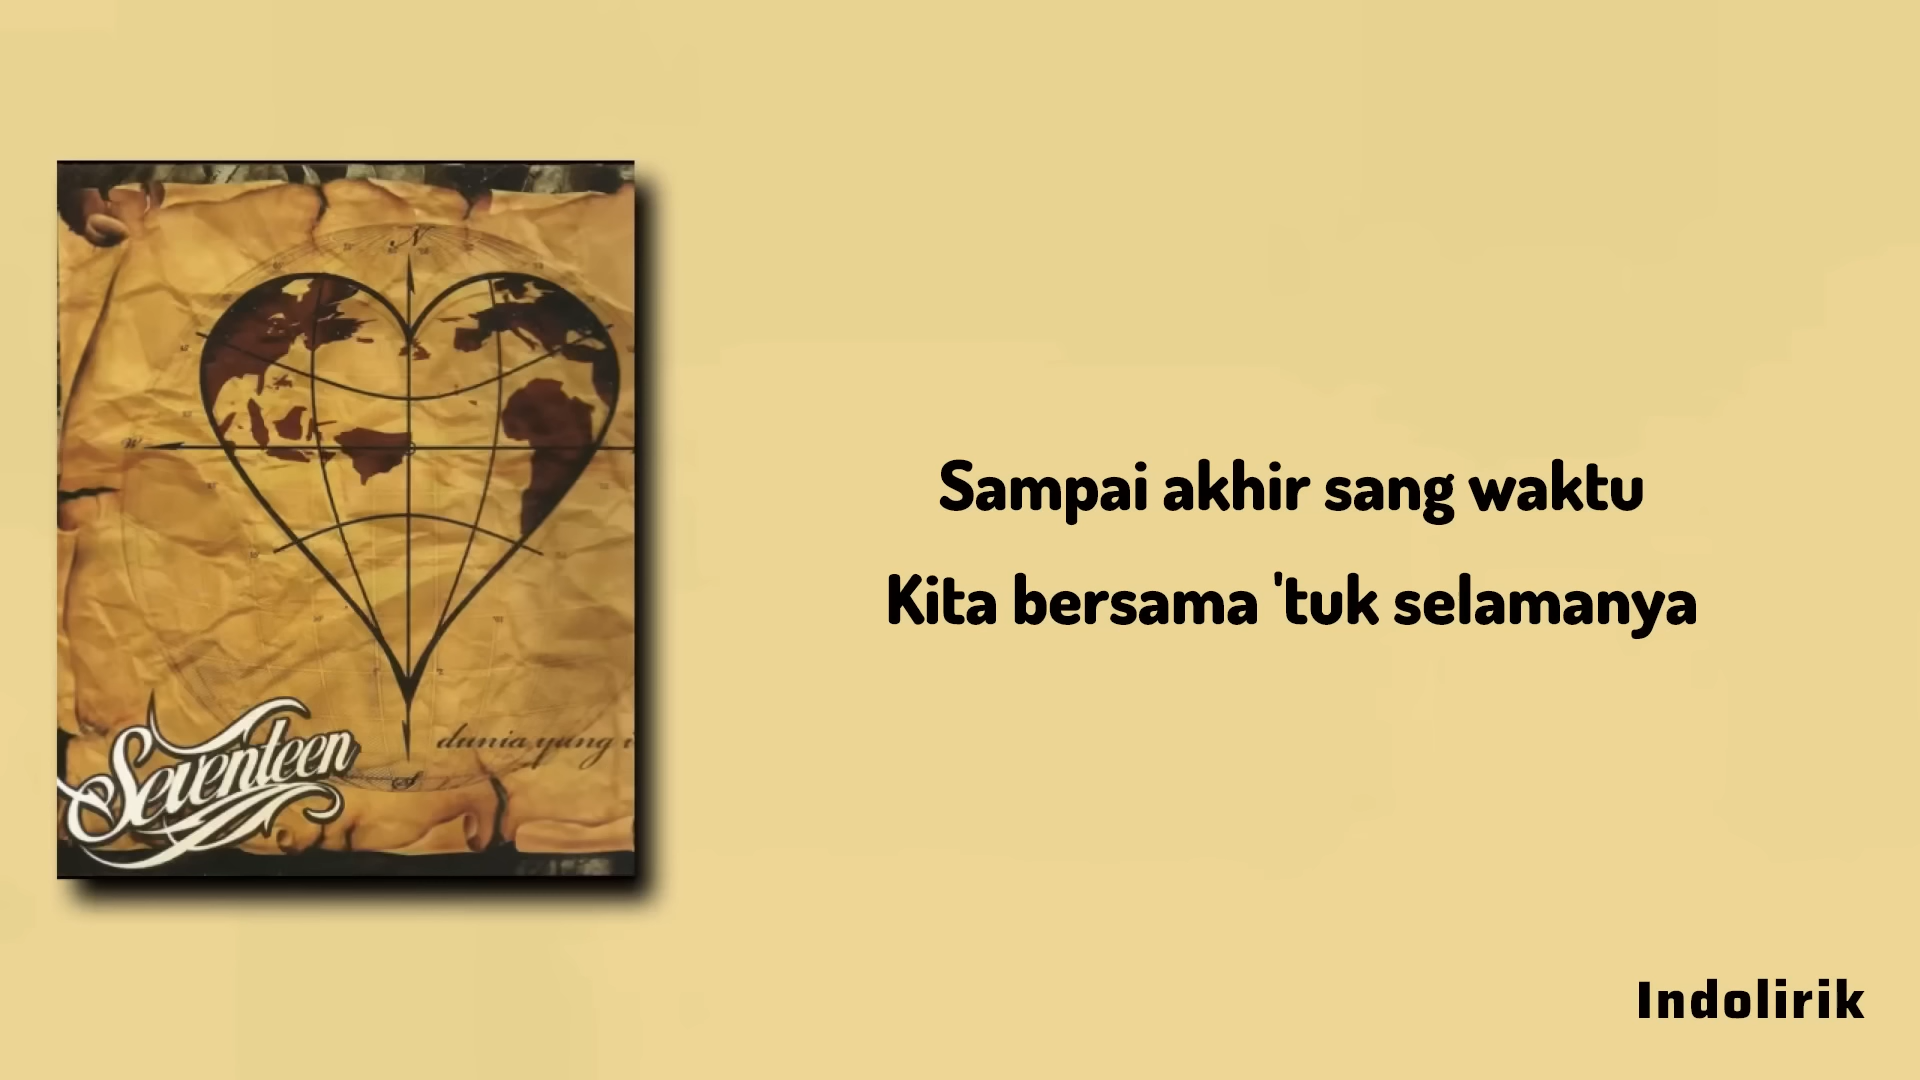 N
W
Seventeen
dunia yang i
S
Sampai akhir sang waktu
Kita bersama 'tuk selamanya
Indolirik